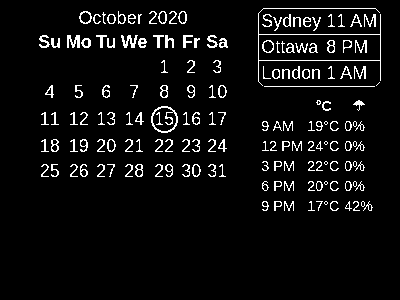 October 2020
Su Mo Tu We Th Fr Sa
1 2 3
4 5 6 7 8 9 10
11 12 13 14 15 16 17
18 19 20 21 22 23 24
25 26 27 28 29 30 31
Sydney 11 AM
Ottawa 8 PM
London 1 AM
°C ☂
9 AM 19°C 0%
12 PM 24°C 0%
3 PM 22°C 0%
6 PM 20°C 0%
9 PM 17°C 42%